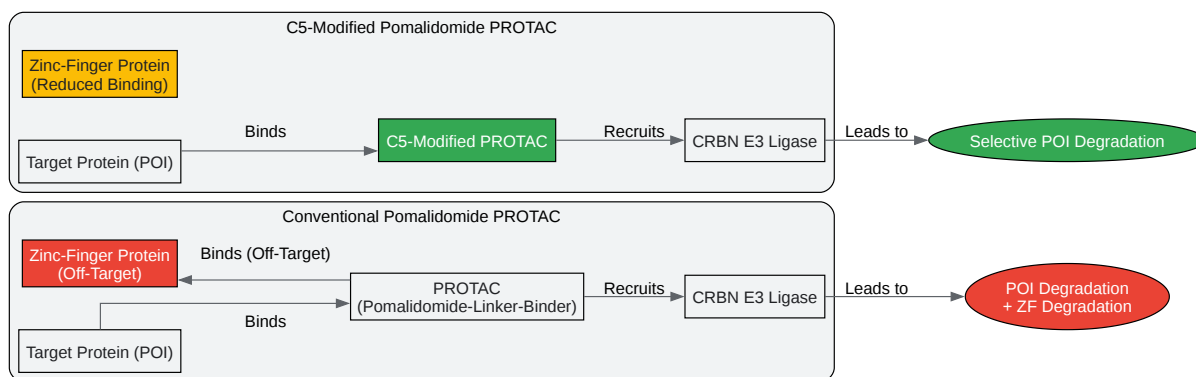 C5-Modified Pomalidomide PROTAC
Zinc-Finger Protein
(Reduced Binding)
Target Protein (POI)
Binds
C5-Modified PROTAC
Recruits
CRBN E3 Ligase
Leads to
Selective POI Degradation
Conventional Pomalidomide PROTAC
Zinc-Finger Protein
(Off-Target)
Binds (Off-Target)
Target Protein (POI)
Binds
PROTAC
(Pomalidomide-Linker-Binder)
Recruits
CRBN E3 Ligase
Leads to
POI Degradation
+ ZF Degradation